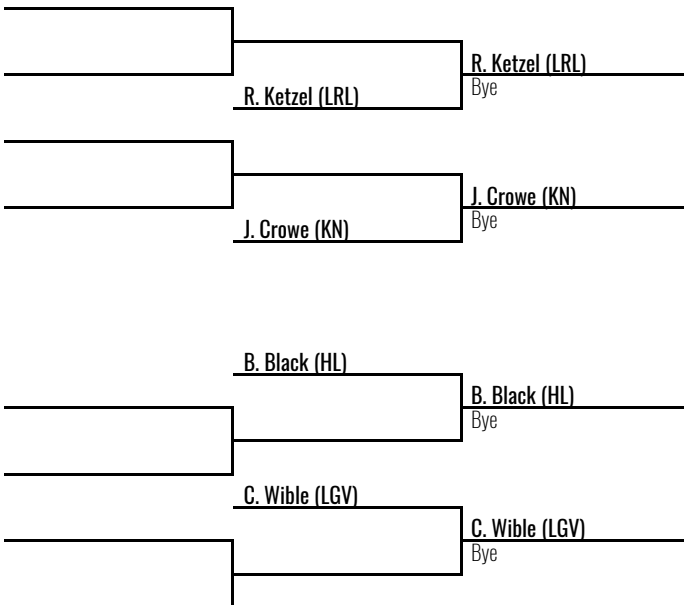 R. Ketzel (LRL)
Bye
R. Ketzel (LRL)
J. Crowe (KN)
Bye
J. Crowe (KN)
B. Black (HL)
B. Black (HL)
Bye
C. Wible (LGV)
C. Wible (LGV)
Bye